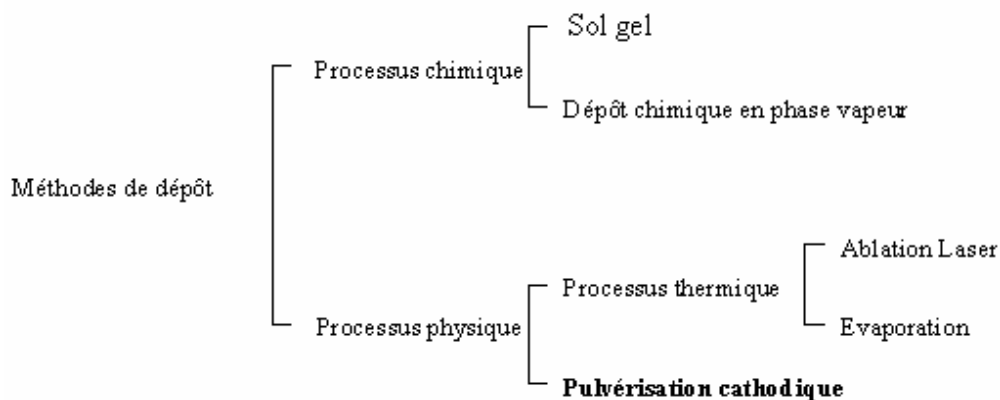 Sol gel
Processus chimique
Dépôt chimique en phase vapeur
Méthodes de dépôt
Ablation Laser
Processus thermique
Processus physique
Evaporation
Pulvérisation cathodique